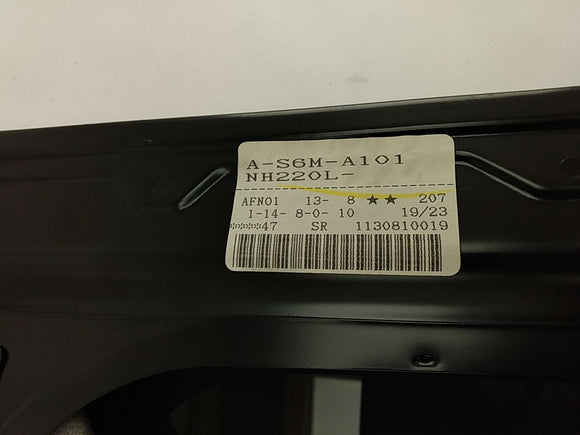 A-S6M-A101
NH220L-
AFN01 13- 8 ★★ 207
1-14- 8-0- 10 19/23
¤¤¤¤47 SR 1130810019